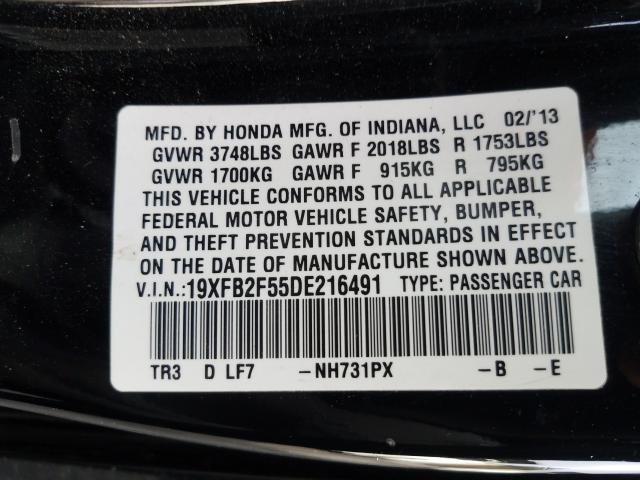 MFD. BY HONDA MFG. OF INDIANA, LLC 02/'13
GVWR 3748LBS GAWR F 2018LBS R 1753LBS
GVWR 1700KG GAWR F 915KG R 795KG
THIS VEHICLE CONFORMS TO ALL APPLICABLE
FEDERAL MOTOR VEHICLE SAFETY, BUMPER,
AND THEFT PREVENTION STANDARDS IN EFFECT
ON THE DATE OF MANUFACTURE SHOWN ABOVE.
V.I.N.:19XFB2F55DE216491 TYPE: PASSENGER CAR
TR3 D LF7 -NH731PX -B -E